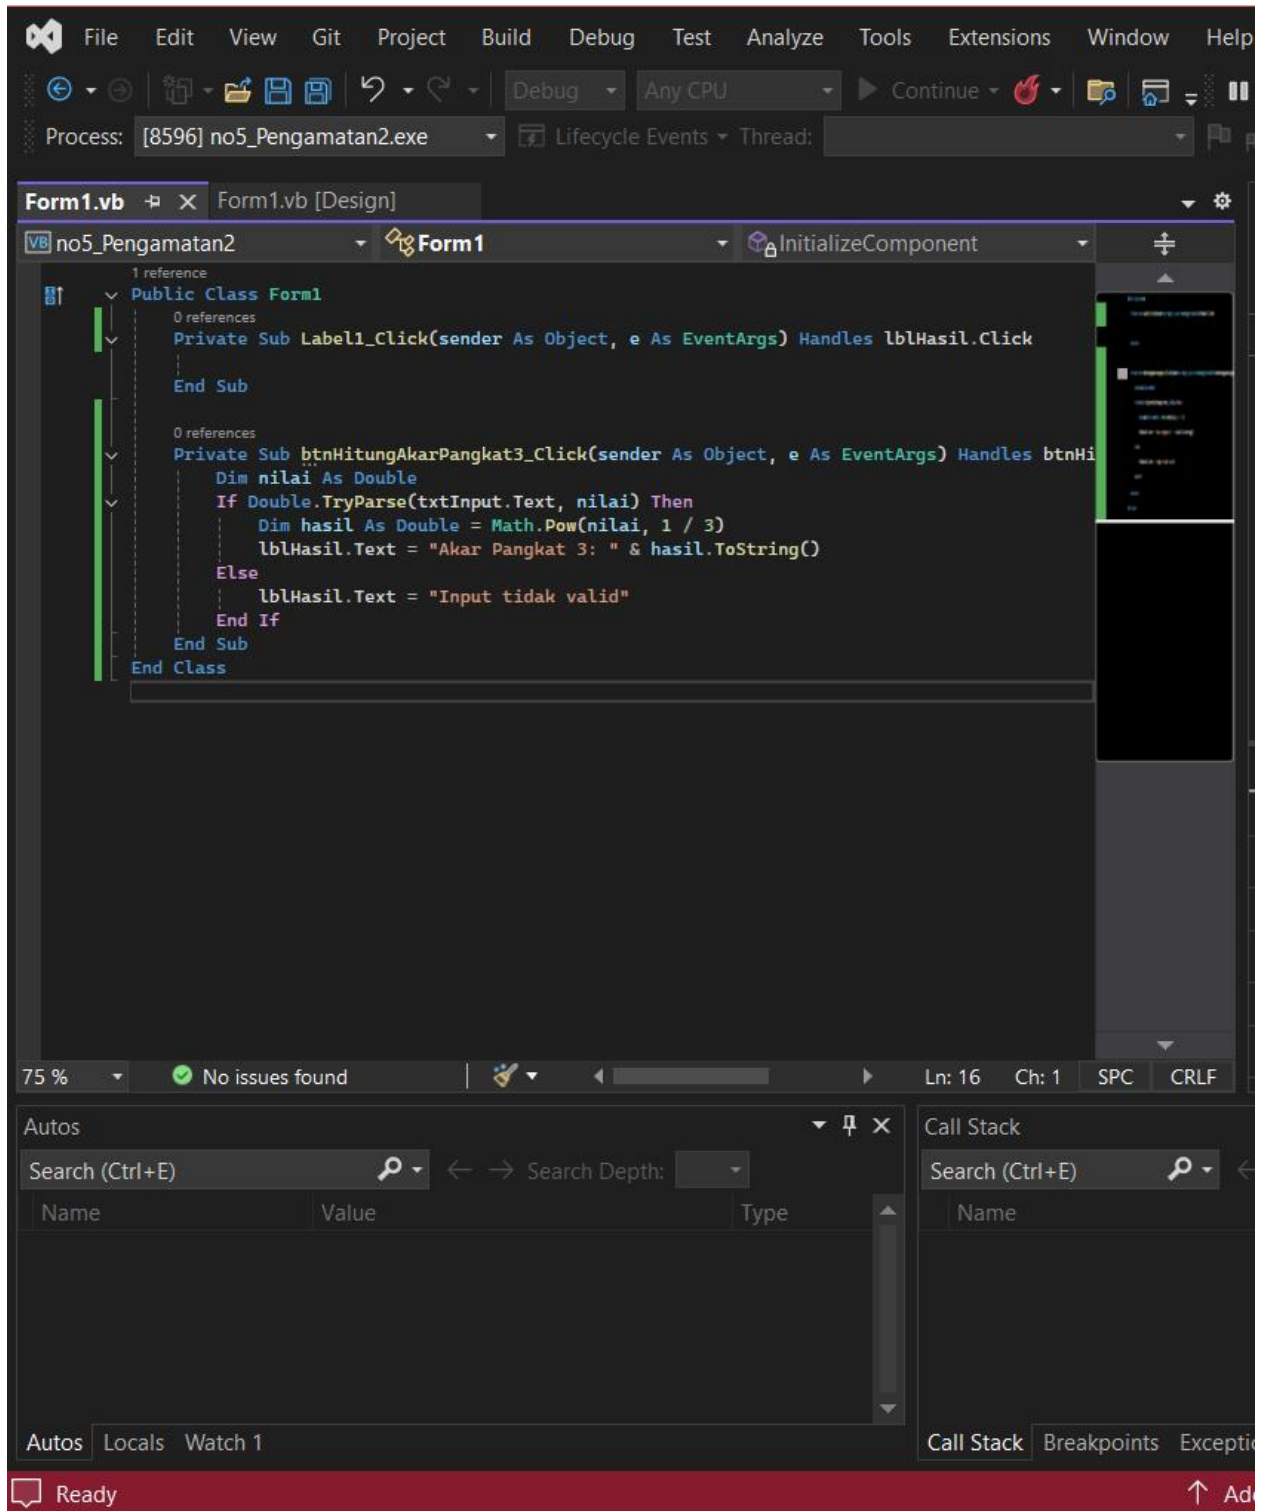 File Edit View Git Project Build Debug Test Analyze Tools Extensions Window Help
Debug Any CPU Continue
Process: [8596] no5_Pengamatan2.exe Lifecycle Events Thread:
Form1.vb Form1.vb [Design]
VB no5_Pengamatan2 Form1 InitializeComponent
1 reference
Public Class Form1
0 references
Private Sub Label1_Click(sender As Object, e As EventArgs) Handles lblHasil.Click
End Sub
0 references
Private Sub btnHitungAkarPangkat3_Click(sender As Object, e As EventArgs) Handles btnHi
Dim nilai As Double
If Double.TryParse(txtInput.Text, nilai) Then
Dim hasil As Double = Math.Pow(nilai, 1 / 3)
lblHasil.Text = "Akar Pangkat 3: " & hasil.ToString()
Else
lblHasil.Text = "Input tidak valid"
End If
End Sub
End Class
75 % No issues found Ln: 16 Ch: 1 SPC CRLF
Autos Call Stack
Search (Ctrl+E) Search Depth: Search (Ctrl+E)
Name Value Type Name
Autos Locals Watch 1 Call Stack Breakpoints Excepti
Ready Ad